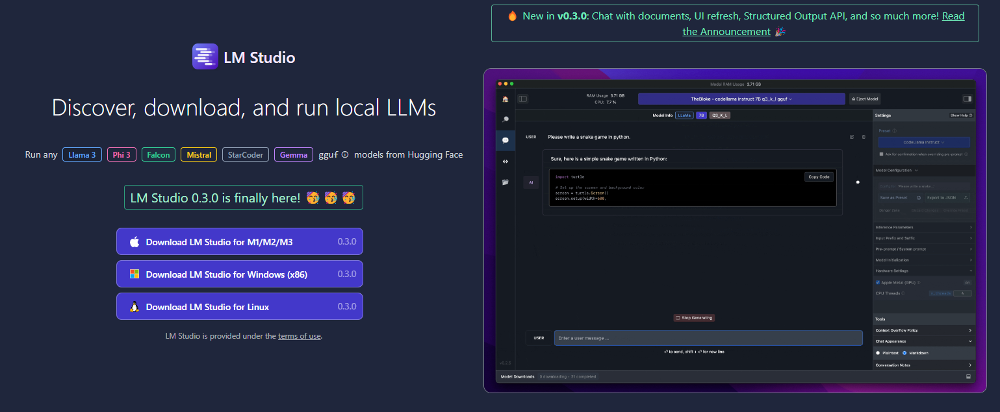 LM Studio
Discover, download, and run local LLMs
Run any Llama 3 Phi 3 Falcon Mistral StarCoder Gemma gguf models from Hugging Face
LM Studio 0.3.0 is finally here! 🥳 🥳 🥳
Download LM Studio for M1/M2/M3 0.3.0
Download LM Studio for Windows (x86) 0.3.0
Download LM Studio for Linux 0.3.0
LM Studio is provided under the terms of use.
🔥 New in v0.3.0: Chat with documents, UI refresh, Structured Output API, and so much more! Read
the Announcement 🎉
Model RAM Usage 3.71 GB
RAM Usage 3.71 GB
CPU: 7.7 %
TheBloke • codellama instruct 7B q3_k_l gguf
Eject Model
Model Info LLaMa 7B Q3_K_L
USER Please write a snake game in python.
AI
Sure, here is a simple snake game written in Python:
Copy Code
import turtle
# Set up the screen and background color
screen = turtle.Screen()
screen.setup(width=600,
Stop Generating
USER Enter a user message ...
⏎ to send, shift + ⏎ for new line
v0.2.0
Model Downloads 0 downloading • 21 completed
Settings Show Help
Preset
CodeLlama Instruct
Ask for confirmation when overriding pre-prompt
Model Configuration
Save as Preset Export to JSON
Danger Zone
Inference Parameters
Input Prefix and Suffix
Pre-prompt / System prompt
Model Initialization
Hardware Settings
Apple Metal (GPU)
CPU Threads n_threads 4
Tools
Context Overflow Policy
Chat Appearance
Plaintext Markdown
Conversation Notes